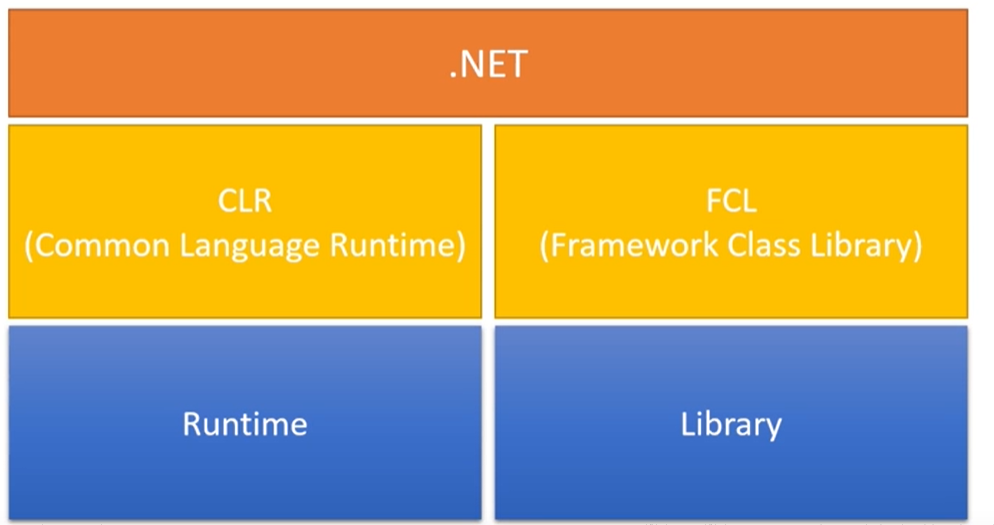 .NET
CLR
(Common Language Runtime)
FCL
(Framework Class Library)
Runtime
Library